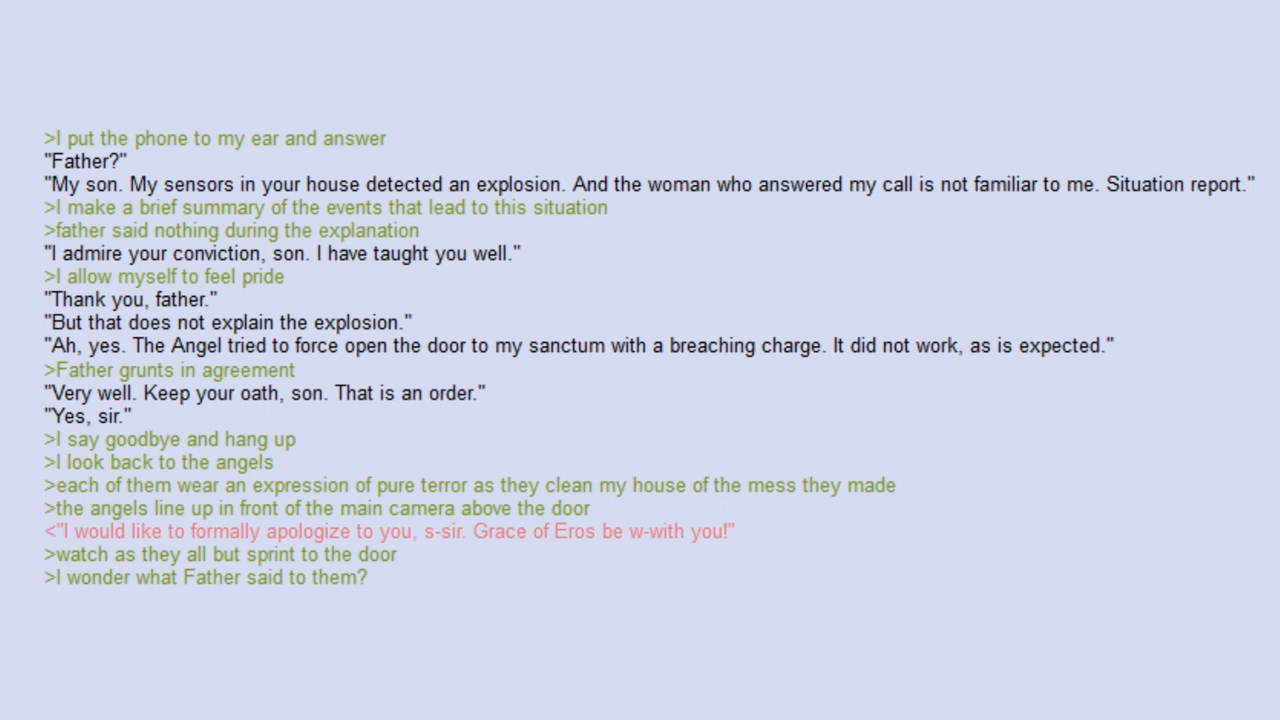 >I put the phone to my ear and answer
"Father?"
"My son. My sensors in your house detected an explosion. And the woman who answered my call is not familiar to me. Situation report."
>I make a brief summary of the events that lead to this situation
>father said nothing during the explanation
"I admire your conviction, son. I have taught you well."
>I allow myself to feel pride
"Thank you, father."
"But that does not explain the explosion."
"Ah, yes. The Angel tried to force open the door to my sanctum with a breaching charge. It did not work, as is expected."
>Father grunts in agreement
"Very well. Keep your oath, son. That is an order."
"Yes, sir."
>I say goodbye and hang up
>I look back to the angels
>each of them wear an expression of pure terror as they clean my house of the mess they made
>the angels line up in front of the main camera above the door
<"I would like to formally apologize to you, s-sir. Grace of Eros be w-with you!"
>watch as they all but sprint to the door
>I wonder what Father said to them?